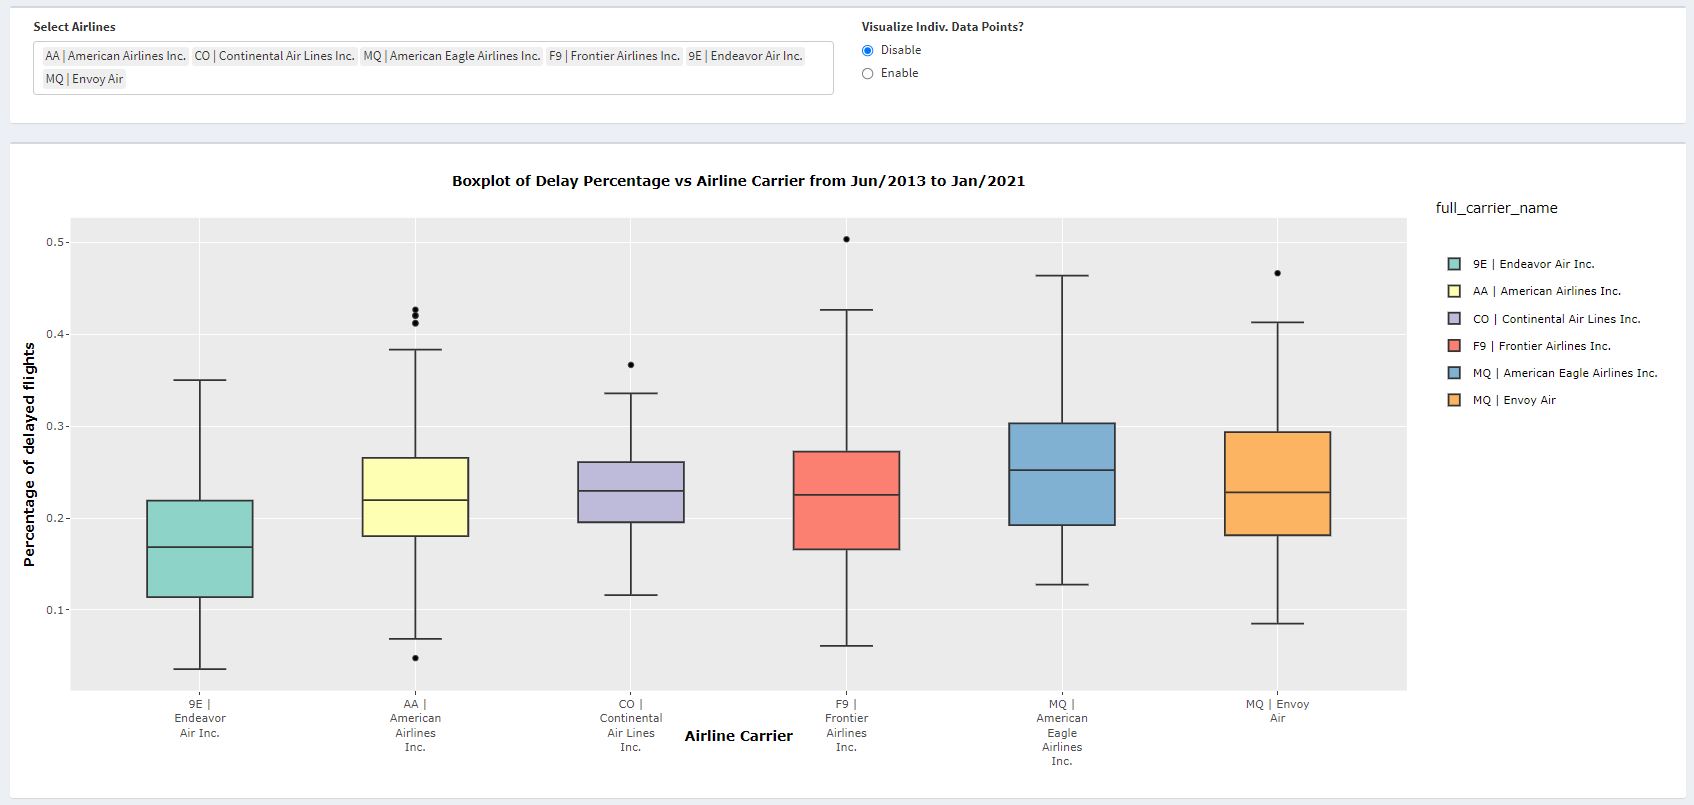 Select Airlines
AA | American Airlines Inc. CO | Continental Air Lines Inc. MQ | American Eagle Airlines Inc. F9 | Frontier Airlines Inc. 9E | Endeavor Air Inc.
MQ | Envoy Air
Visualize Indiv. Data Points?
Disable
Enable
Boxplot of Delay Percentage vs Airline Carrier from Jun/2013 to Jan/2021
Percentage of delayed flights
0.5
0.4
0.3
0.2
0.1
9E |
Endeavor
Air Inc.
AA |
American
Airlines
Inc.
CO |
Continental
Air Lines
Inc.
F9 |
Frontier
Airlines
Inc.
MQ |
American
Eagle
Airlines
Inc.
MQ | Envoy
Air
Airline Carrier
full_carrier_name
9E | Endeavor Air Inc.
AA | American Airlines Inc.
CO | Continental Air Lines Inc.
F9 | Frontier Airlines Inc.
MQ | American Eagle Airlines Inc.
MQ | Envoy Air